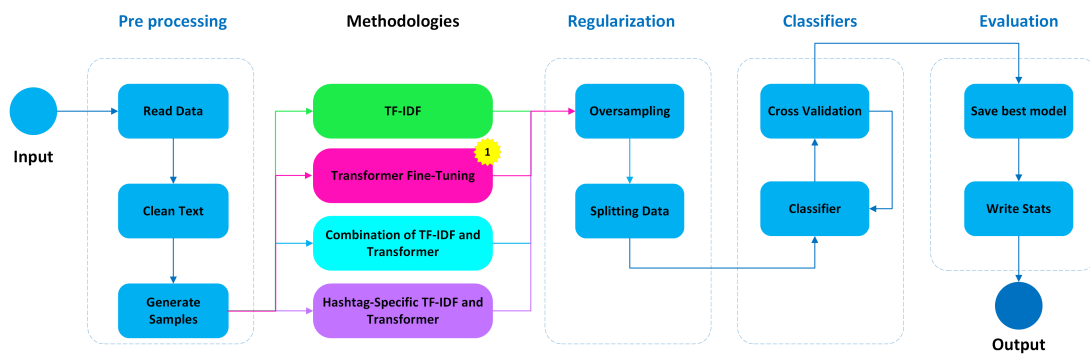 Pre processing
Methodologies
Regularization
Classifiers
Evaluation
Input
Read Data
Clean Text
Generate
Samples
TF-IDF
1
Transformer Fine-Tuning
Combination of TF-IDF and
Transformer
Hashtag-Specific TF-IDF and
Transformer
Oversampling
Splitting Data
Cross Validation
Classifier
Save best model
Write Stats
Output